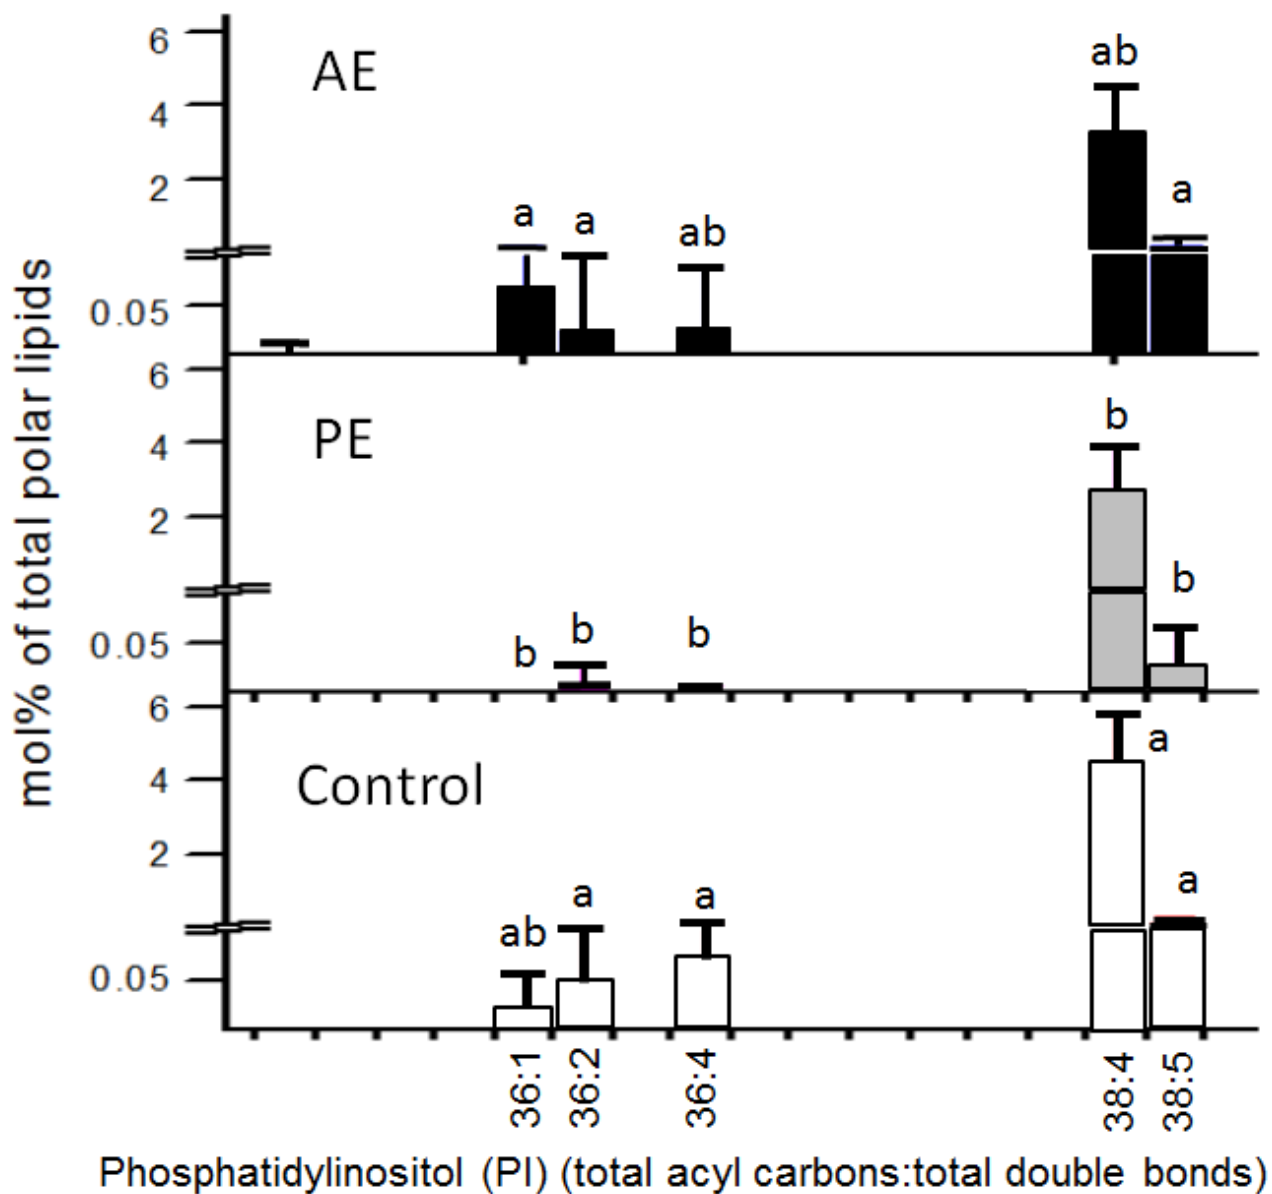 mol% of total polar lipids
AE
6
4
2
0.05
a
a
ab
ab
a
PE
6
4
2
0.05
b
b
b
b
b
Control
6
4
2
0.05
ab
a
a
a
a
36:1
36:2
36:4
38:4
38:5
Phosphatidylinositol (PI) (total acyl carbons:total double bonds)